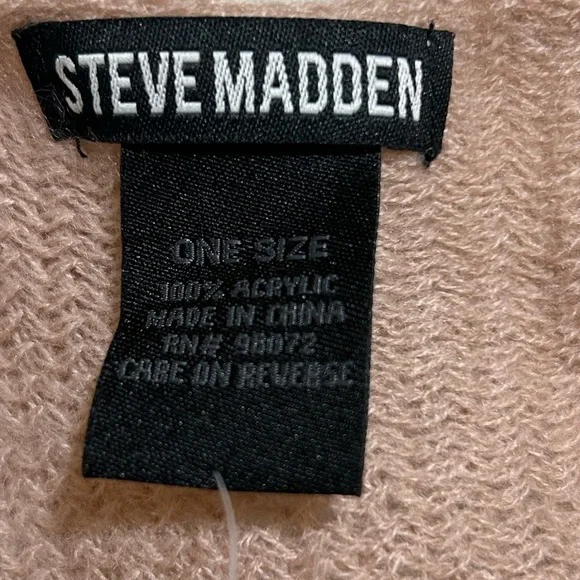 STEVE MADDEN
ONE SIZE
100% ACRYLIC
MADE IN CHINA
RN# 98072
CARE ON REVERSE